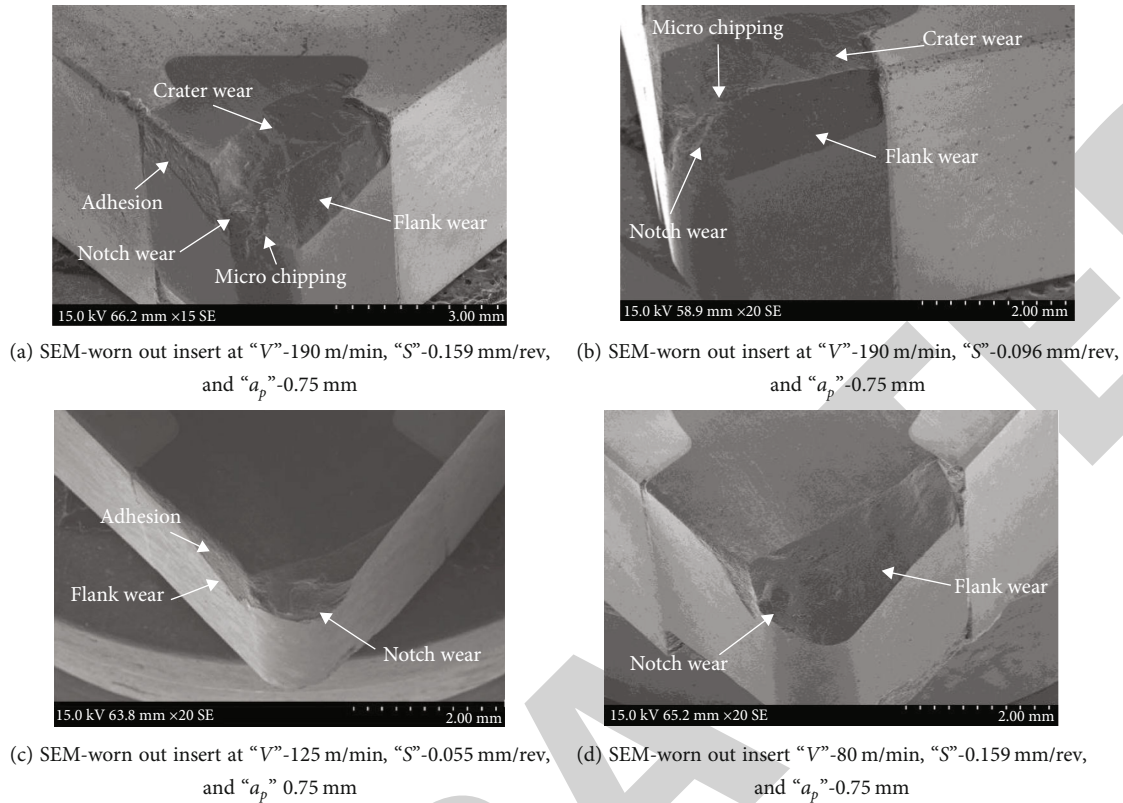 Crater wear
Adhesion
Notch wear
Flank wear
Micro chipping
15.0 kV 66.2 mm ×15 SE 3.00 mm
(a) SEM-worn out insert at “V”-190 m/min, “S”-0.159 mm/rev,
and “ap”-0.75 mm
Micro chipping
Crater wear
Flank wear
Notch wear
15.0 kV 58.9 mm ×20 SE 2.00 mm
(b) SEM-worn out insert at “V”-190 m/min, “S”-0.096 mm/rev,
and “ap”-0.75 mm
Adhesion
Flank wear
Notch wear
15.0 kV 63.8 mm ×20 SE 2.00 mm
(c) SEM-worn out insert at “V”-125 m/min, “S”-0.055 mm/rev,
and “ap” 0.75 mm
Flank wear
Notch wear
15.0 kV 65.2 mm ×20 SE 2.00 mm
(d) SEM-worn out insert “V”-80 m/min, “S”-0.159 mm/rev,
and “ap”-0.75 mm